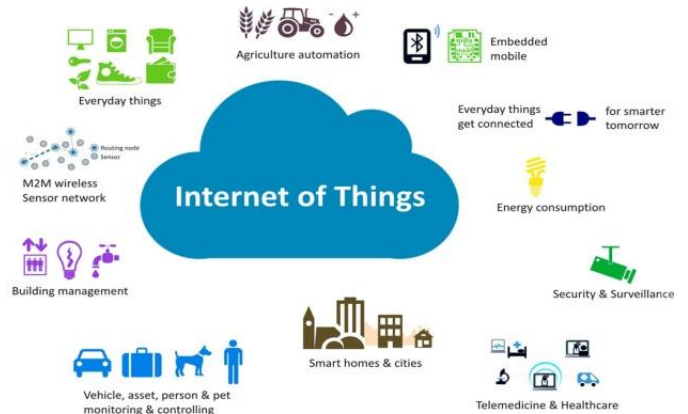 Agriculture automation
Embedded
mobile
Everyday things
Everyday things
get connected
for smarter
tomorrow
Routing node
Sensor
M2M wireless
Sensor network
Internet of Things
Energy consumption
Building management
Security & Surveillance
Smart homes & cities
Vehicle, asset, person & pet
monitoring & controlling
Telemedicine & Healthcare